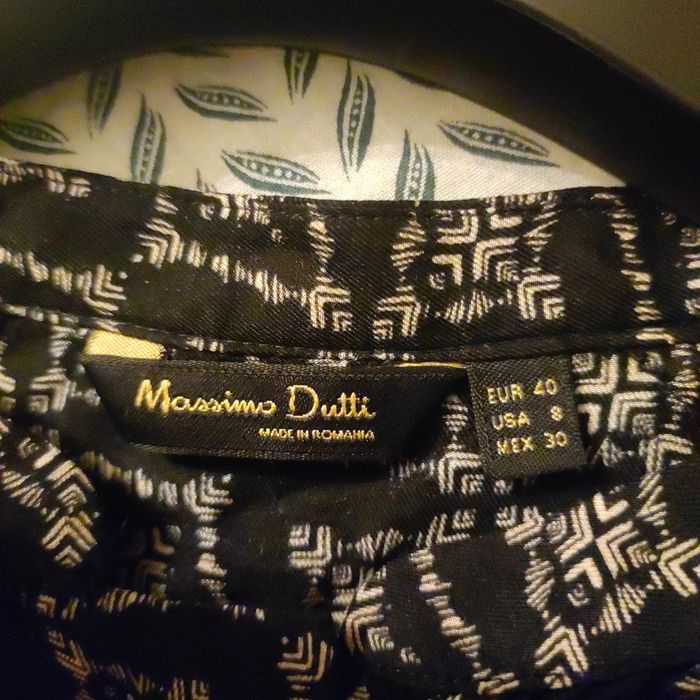 Massimo Dutti
MADE IN ROMANIA
EUR 40
USA 8
MEX 30